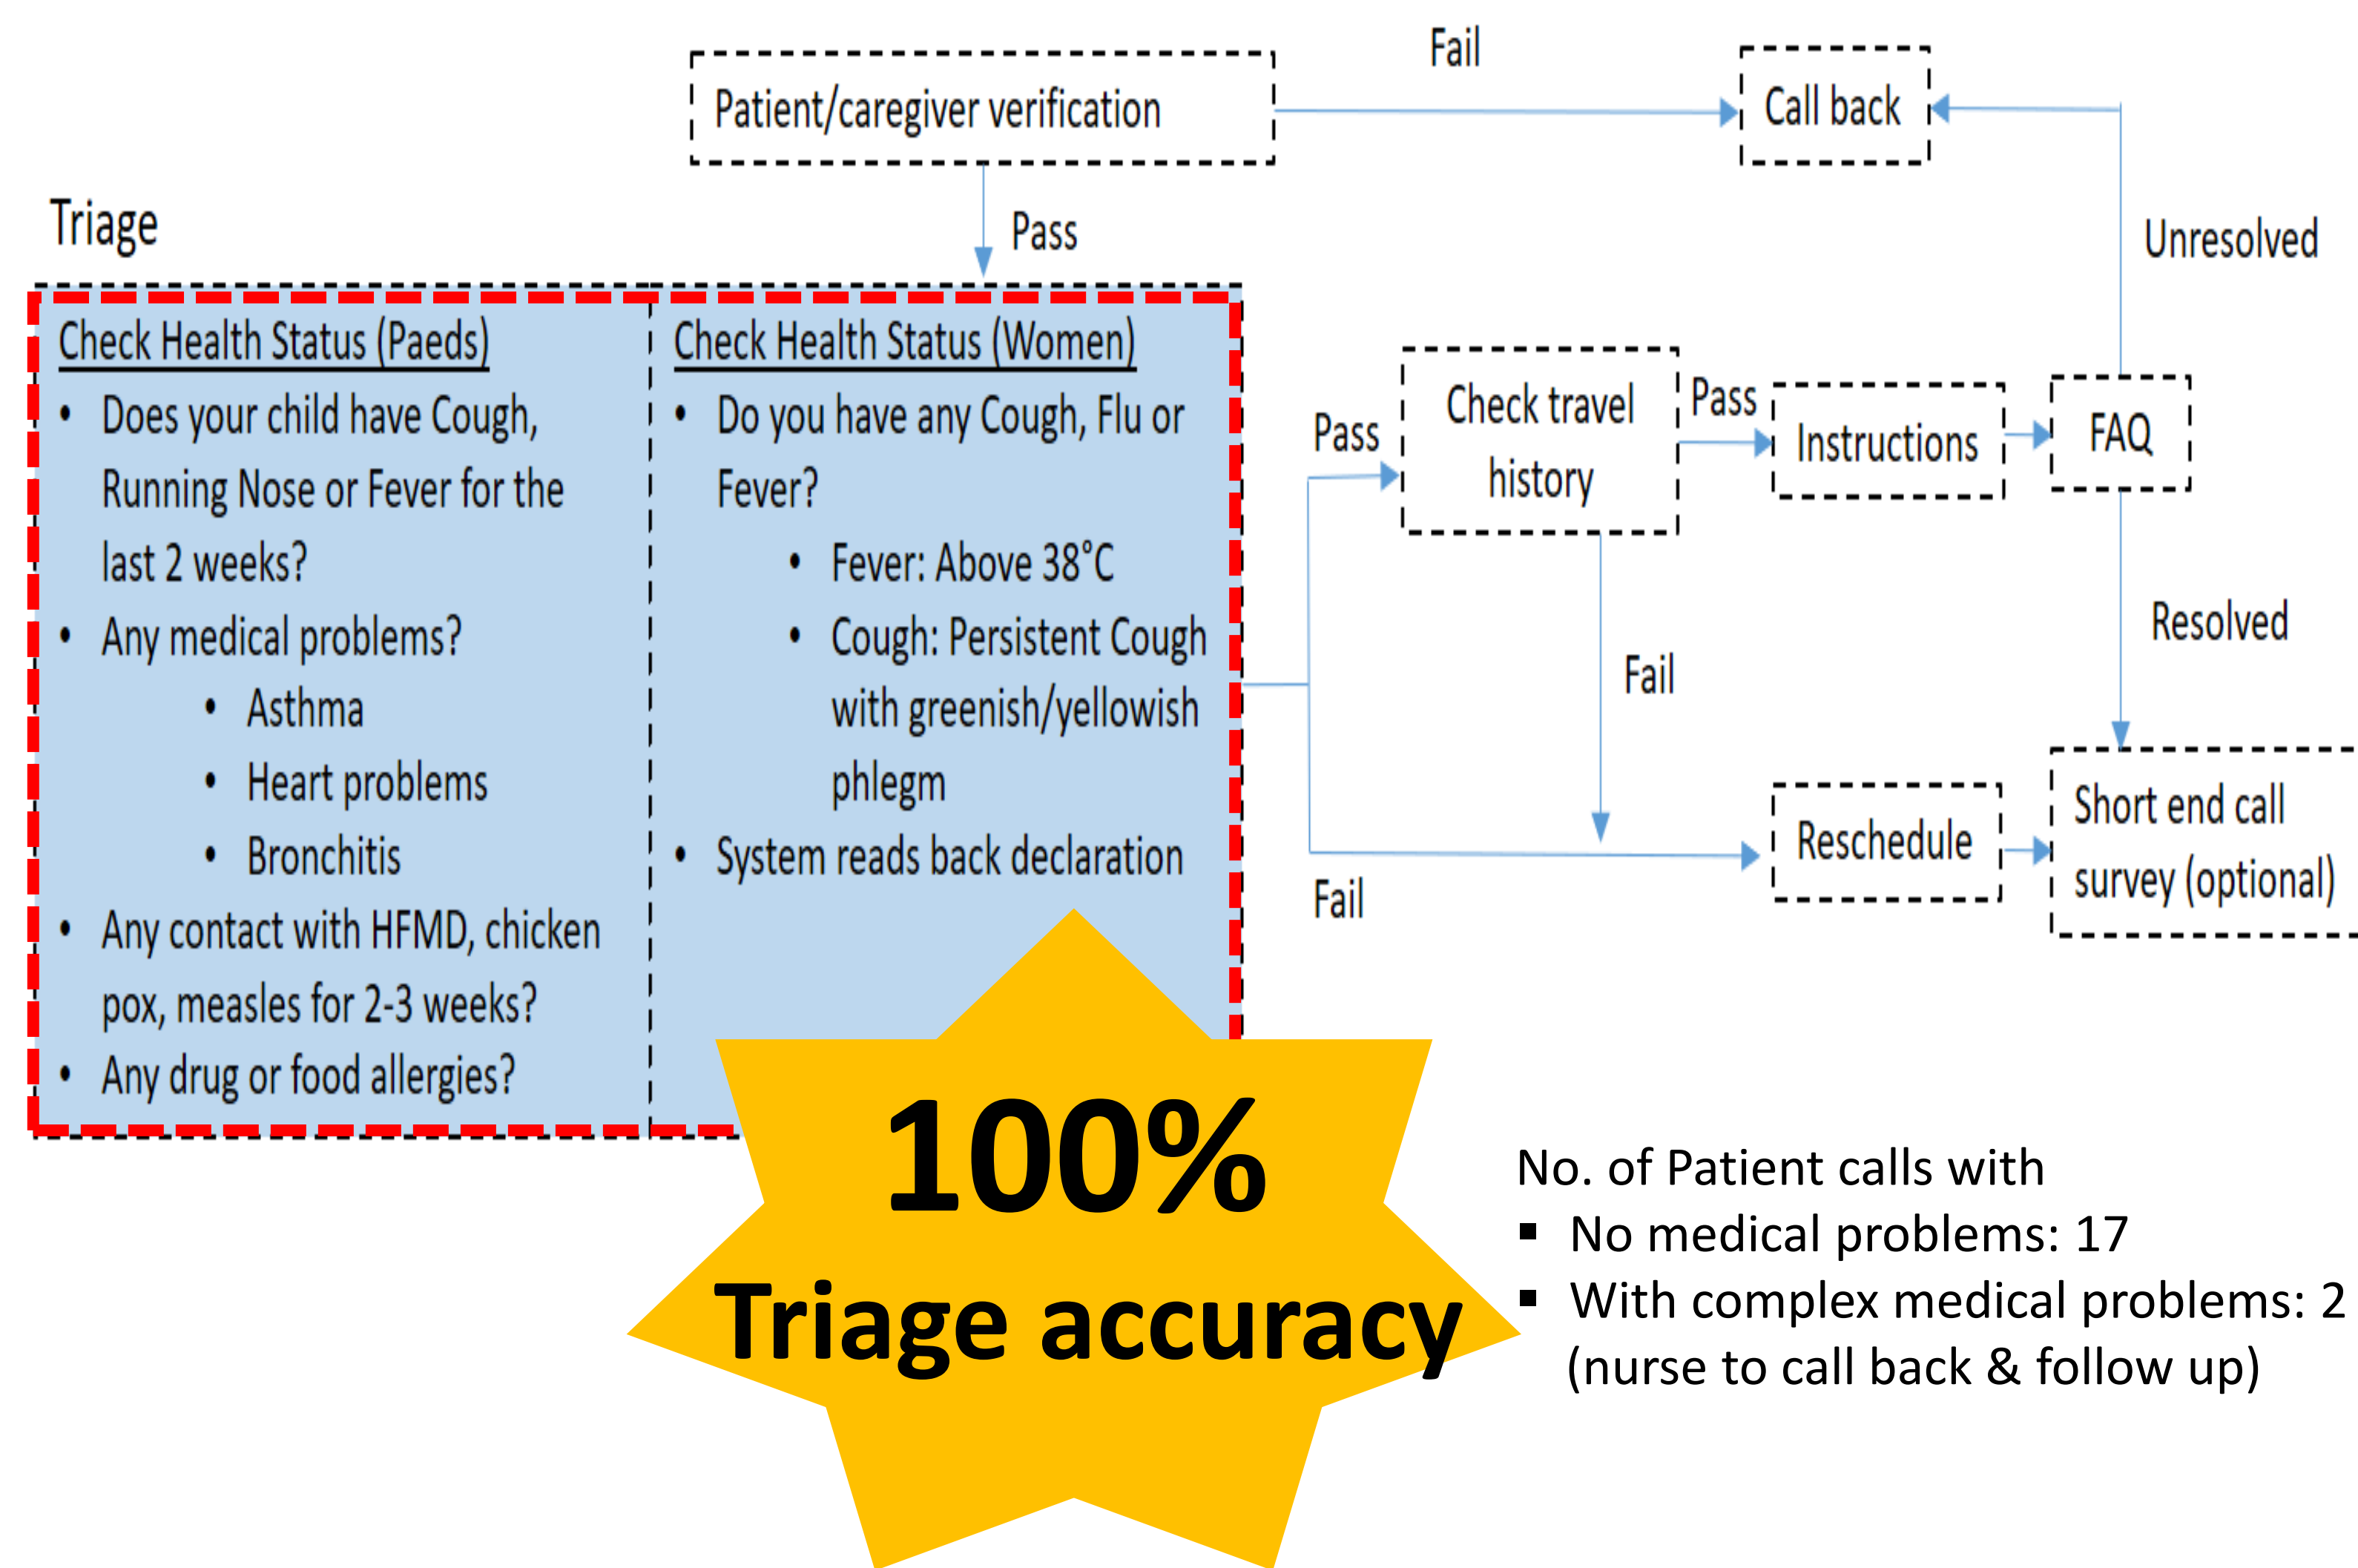 Patient/caregiver verification
Fail
Call back
Pass
Unresolved
Triage
Check Health Status (Paeds)
• Does your child have Cough,
Running Nose or Fever for the
last 2 weeks?
• Any medical problems?
• Asthma
• Heart problems
• Bronchitis
• Any contact with HFMD, chicken
pox, measles for 2-3 weeks?
• Any drug or food allergies?
Check Health Status (Women)
• Do you have any Cough, Flu or
Fever?
• Fever: Above 38°C
• Cough: Persistent Cough
with greenish/yellowish
phlegm
• System reads back declaration
Pass
Check travel
history
Pass
Instructions
FAQ
Resolved
Fail
Fail
Reschedule
Short end call
survey (optional)
100%
Triage accuracy
No. of Patient calls with
▪ No medical problems: 17
▪ With complex medical problems: 2
(nurse to call back & follow up)